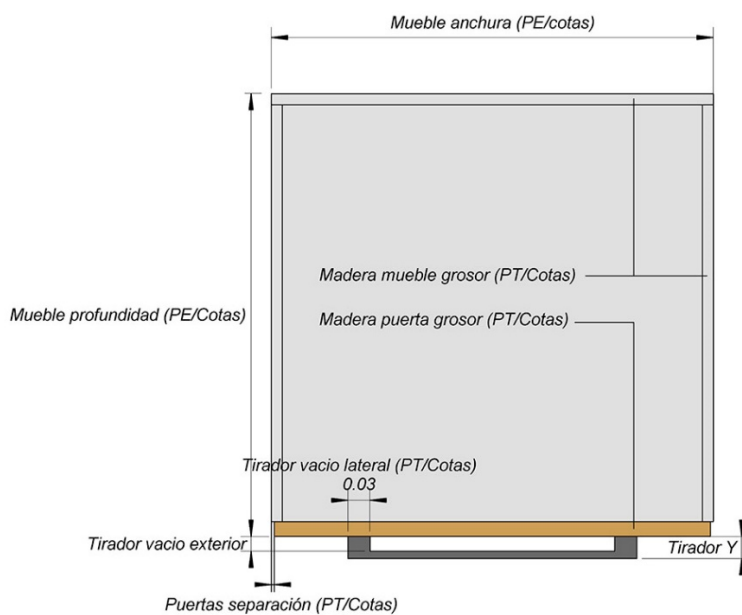 Mueble anchura (PE/cotas)
Madera mueble grosor (PT/Cotas)
Mueble profundidad (PE/Cotas)
Madera puerta grosor (PT/Cotas)
Tirador vacio lateral (PT/Cotas)
0.03
Tirador vacio exterior
Tirador Y
Puertas separación (PT/Cotas)